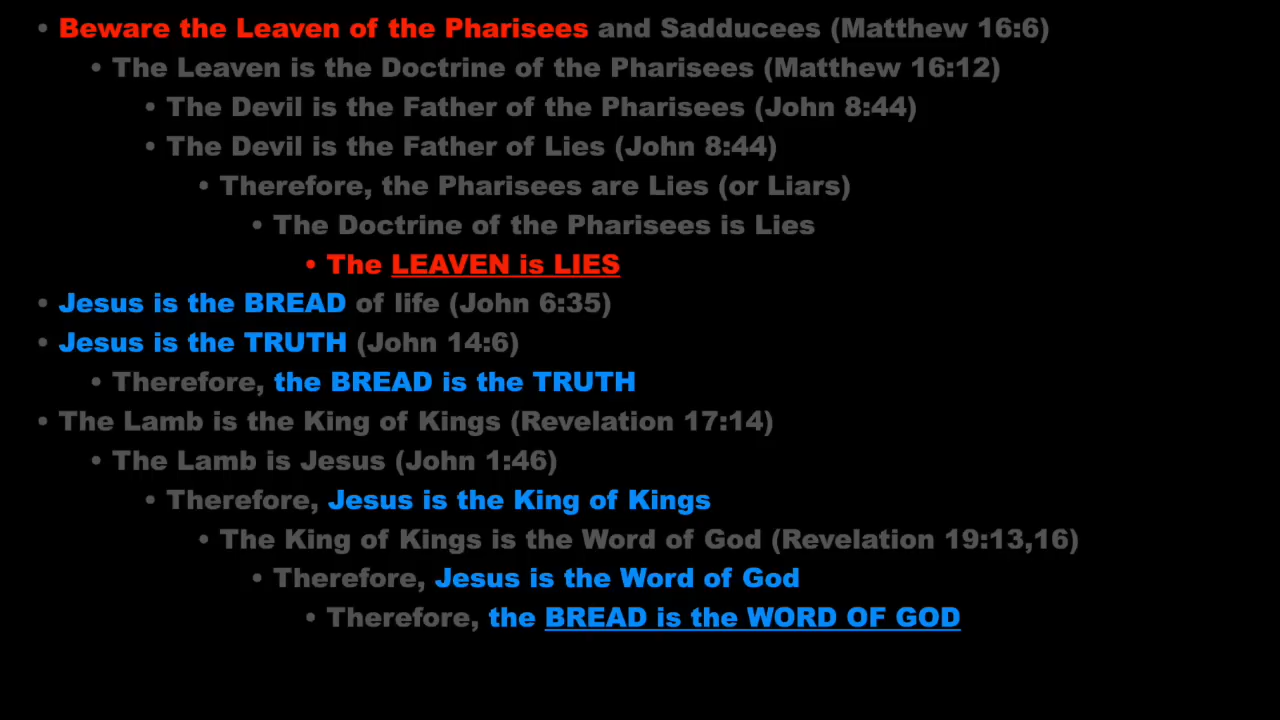 • Beware the Leaven of the Pharisees and Sadducees (Matthew 16:6)
• The Leaven is the Doctrine of the Pharisees (Matthew 16:12)
• The Devil is the Father of the Pharisees (John 8:44)
• The Devil is the Father of Lies (John 8:44)
• Therefore, the Pharisees are Lies (or Liars)
• The Doctrine of the Pharisees is Lies
• The LEAVEN is LIES
• Jesus is the BREAD of life (John 6:35)
• Jesus is the TRUTH (John 14:6)
• Therefore, the BREAD is the TRUTH
• The Lamb is the King of Kings (Revelation 17:14)
• The Lamb is Jesus (John 1:46)
• Therefore, Jesus is the King of Kings
• The King of Kings is the Word of God (Revelation 19:13,16)
• Therefore, Jesus is the Word of God
• Therefore, the BREAD is the WORD OF GOD